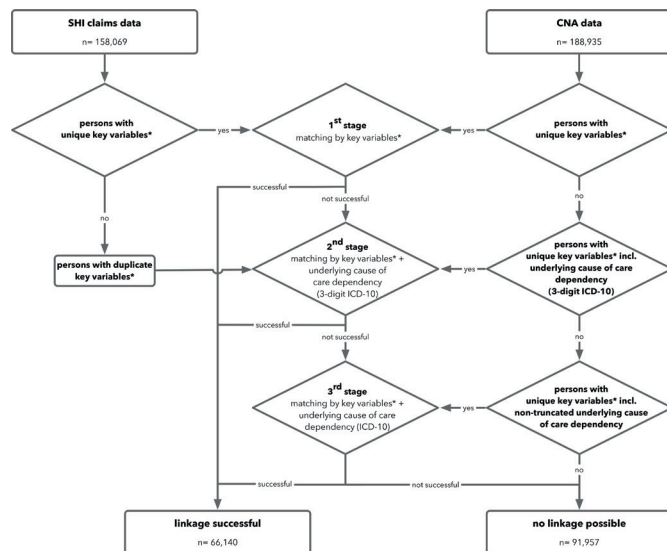 SHI claims data
n= 158,069
CNA data
n= 188,935
persons with
unique key variables*
yes
1st stage
matching by key variables*
yes
persons with
unique key variables*
successful
not successful
no
no
persons with duplicate
key variables*
2nd stage
matching by key variables* +
underlying cause of
care dependency
(3-digit ICD-10)
yes
persons with
unique key variables* incl.
underlying cause of care
dependency
(3-digit ICD-10)
successful
not successful
no
3rd stage
matching by key variables* +
underlying cause of care
dependency (ICD-10)
yes
persons with
unique key variables* incl.
non-truncated underlying cause
of care dependency
no
successful
not successful
linkage successful
n= 66,140
no linkage possible
n= 91,957